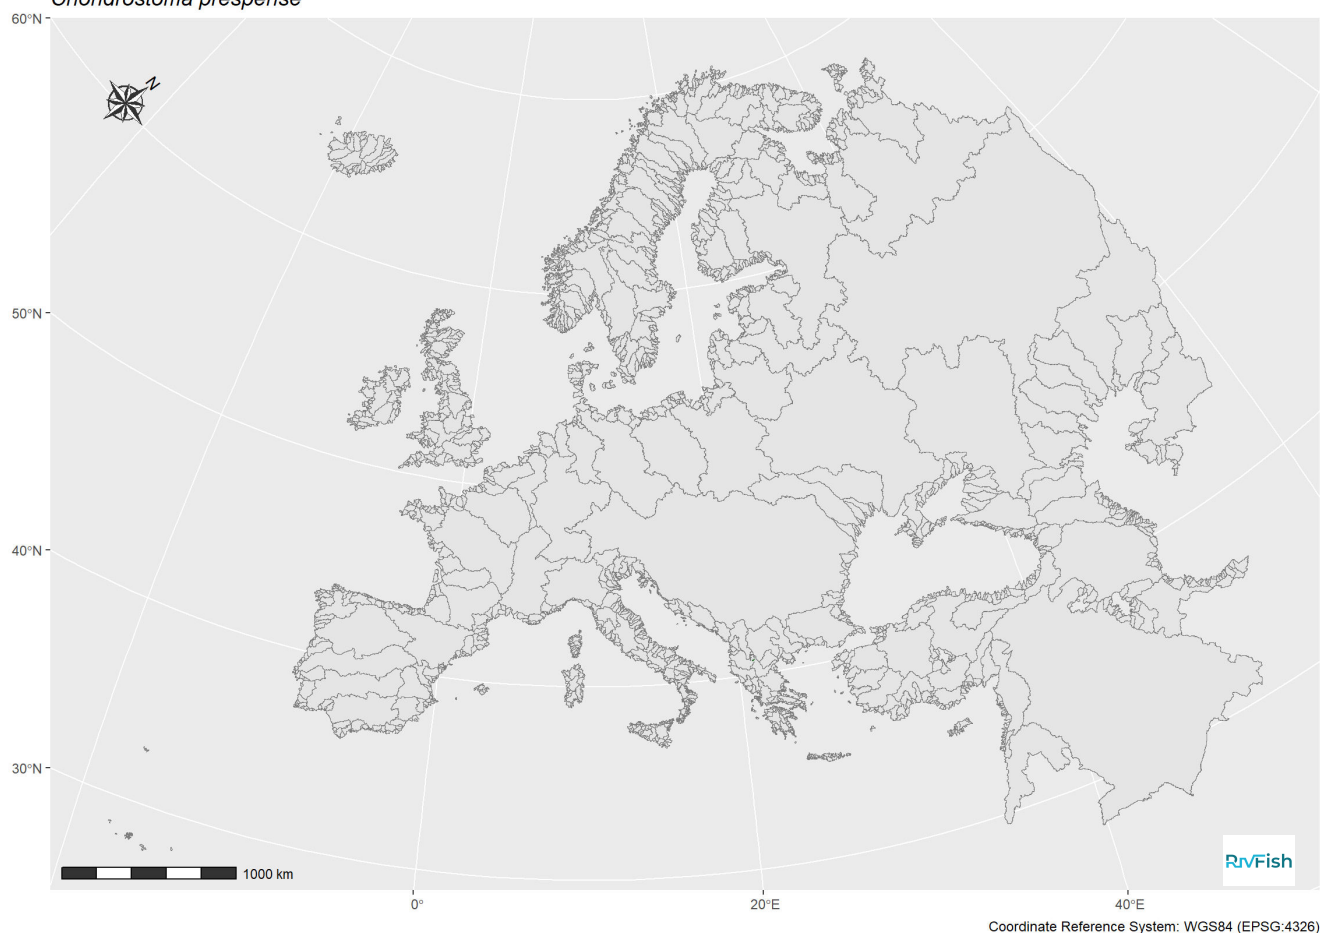 Chondrostoma prespense
60°N
N
50°N
40°N
30°N
1000 km
RIVFish
0°
20°E
40°E
Coordinate Reference System: WGS84 (EPSG:4326)